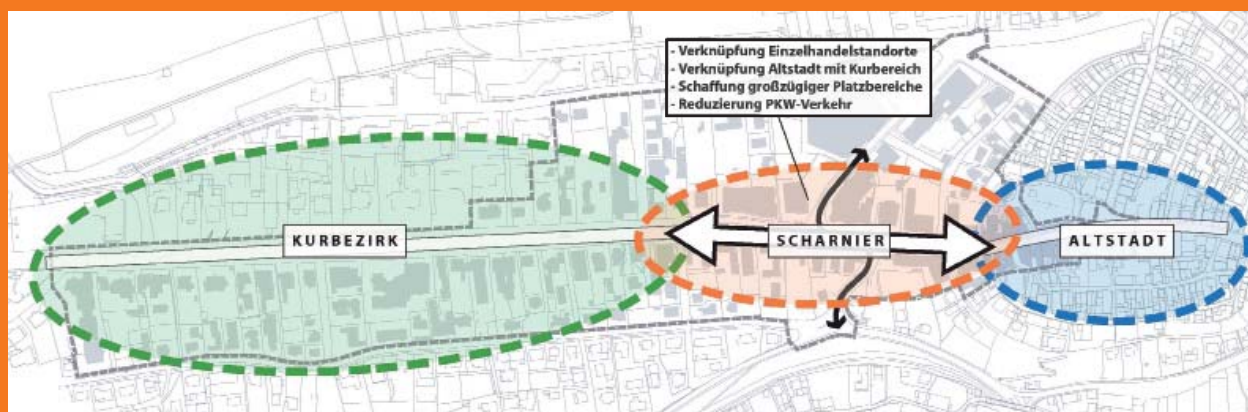 - Verknüpfung Einzelhandelstandorte
- Verknüpfung Altstadt mit Kurbereich
- Schaffung großzügiger Platzbereiche
- Reduzierung PKW-Verkehr
KURBEZIRK
SCHARNIER
ALTSTADT